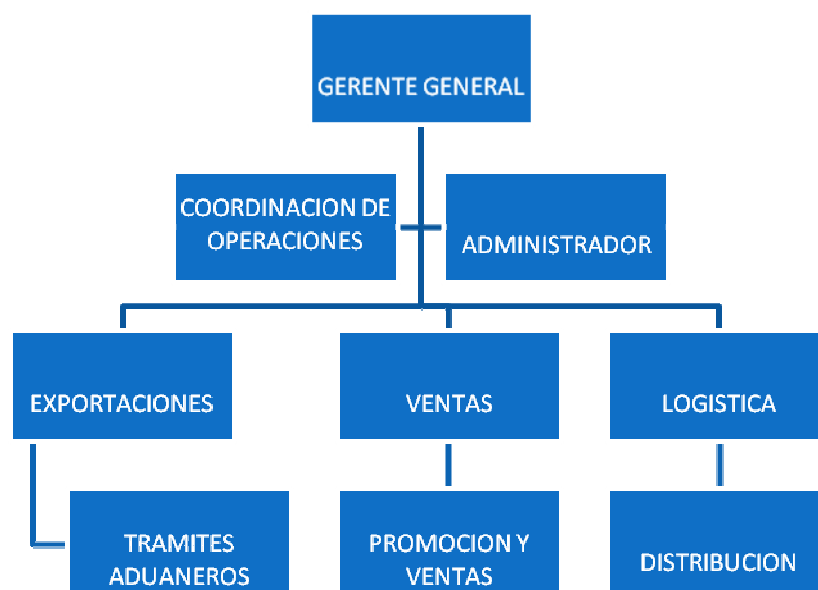 GERENTE GENERAL
COORDINACION DE
OPERACIONES
ADMINISTRADOR
EXPORTACIONES
VENTAS
LOGISTICA
TRAMITES
ADUANEROS
PROMOCION Y
VENTAS
DISTRIBUCION